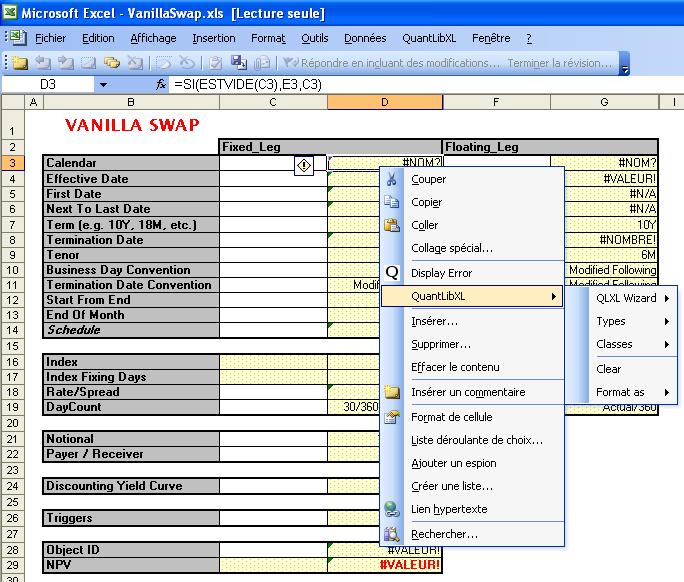 Microsoft Excel - VanillaSwap.xls [Lecture seule]
Fichier Edition Affichage Insertion Format Outils Données QuantLibXL Fenêtre ?
Répondre en incluant des modifications... Terminer la révision...
D3 fx =SI(ESTVIDE(C3),E3,C3)
A B C D E F G I
1 VANILLA SWAP
2 Fixed_Leg Floating_Leg
3 Calendar #NOM? #NOM?
4 Effective Date #VALEUR!
5 First Date #N/A
6 Next To Last Date #N/A
7 Term (e.g. 10Y, 18M, etc.) 10Y
8 Termination Date #NOMBRE!
9 Tenor 6M
10 Business Day Convention Modified Following
11 Termination Date Convention
12 Start From End
13 End Of Month
14 Schedule
15
16 Index
17 Index Fixing Days
18 Rate/Spread
19 DayCount 30/360 Actual/360
20
21 Notional
22 Payer / Receiver
23
24 Discounting Yield Curve
25
26 Triggers
27
28 Object ID #VALEUR!
29 NPV #VALEUR!
30
Couper
Copier
Coller
Collage spécial...
Q Display Error
QuantLibXL
Insérer...
Supprimer...
Effacer le contenu
Insérer un commentaire
Format de cellule
Liste déroulante de choix...
Ajouter un espion
Créer une liste...
Lien hypertexte
Rechercher...
QLXL Wizard
Types
Classes
Clear
Format as